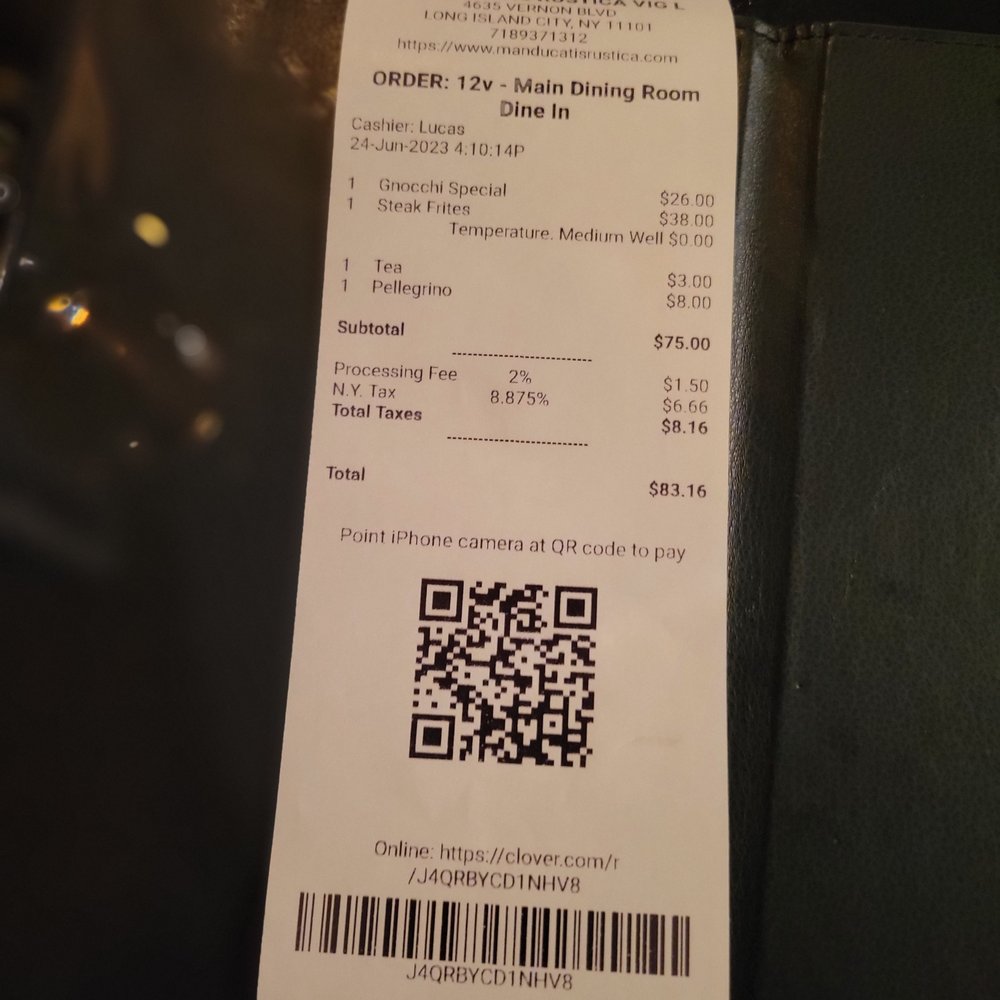 RUSTICA VIG L
4635 VERNON BLVD
LONG ISLAND CITY, NY 11101
7189371312
https://www.manducatisrustica.com
ORDER: 12v - Main Dining Room
Dine In
Cashier: Lucas
24-Jun-2023 4:10:14P
1 Gnocchi Special $26.00
1 Steak Frites $38.00
Temperature. Medium Well $0.00
1 Tea $3.00
1 Pellegrino $8.00
Subtotal $75.00
Processing Fee 2% $1.50
N.Y. Tax 8.875% $6.66
Total Taxes $8.16
Total $83.16
Point iPhone camera at QR code to pay
Online: https://clover.com/r
/J4QRBYCD1NHV8
J4QRBYCD1NHV8